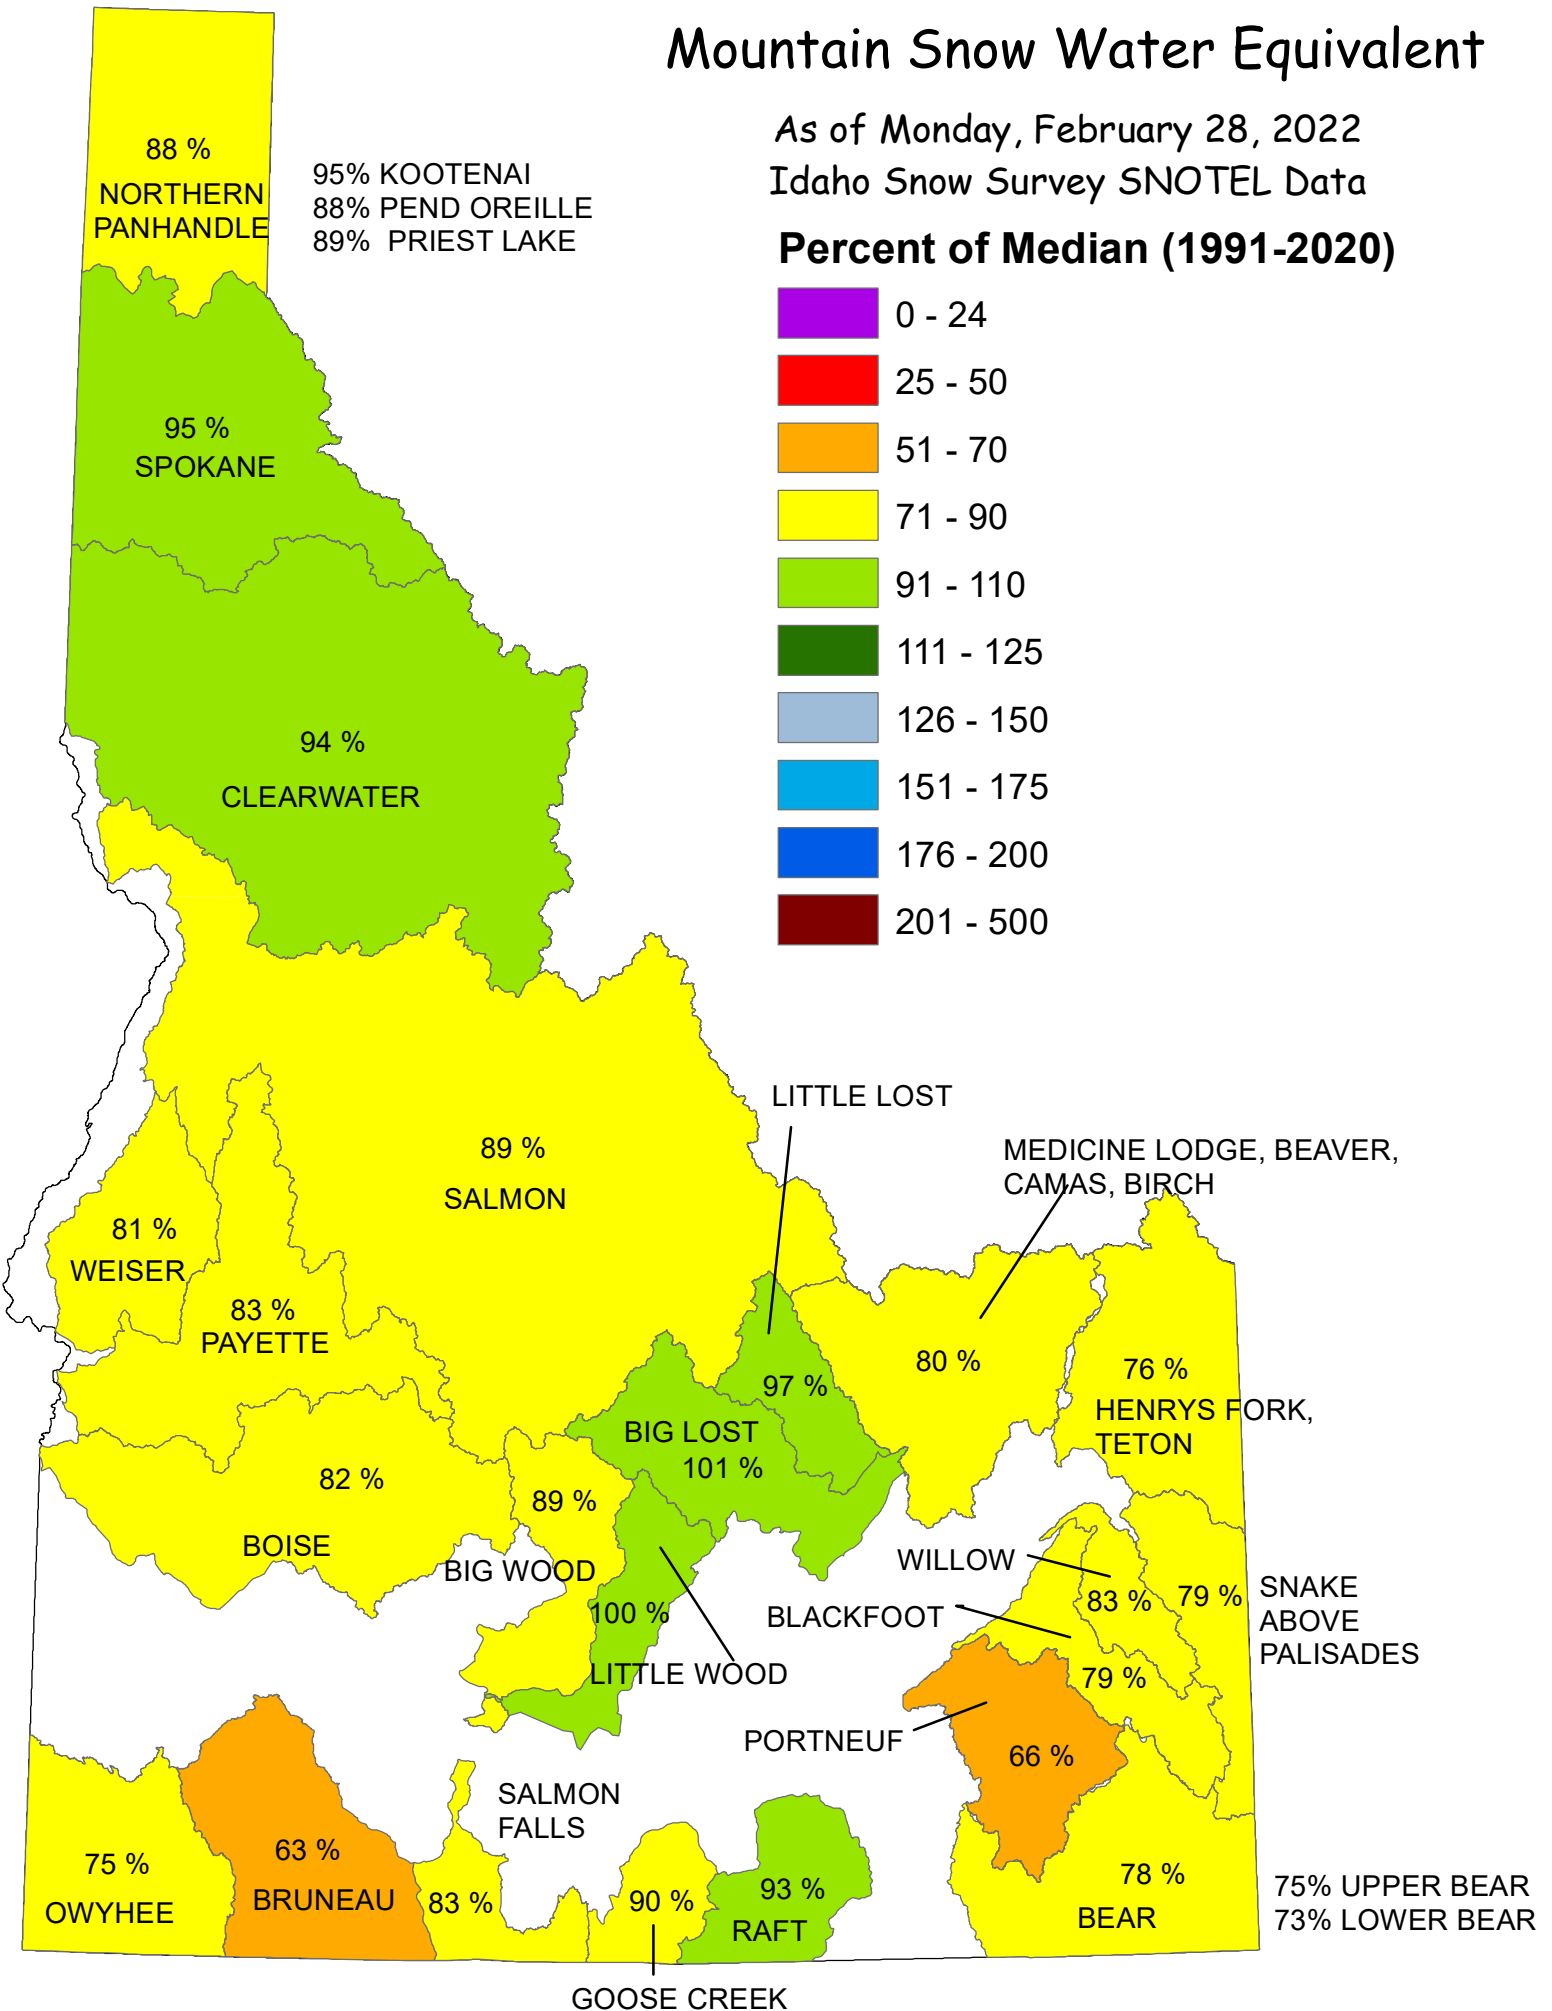 Mountain Snow Water Equivalent
As of Monday, February 28, 2022
Idaho Snow Survey SNOTEL Data
Percent of Median (1991-2020)
0 - 24
25 - 50
51 - 70
71 - 90
91 - 110
111 - 125
126 - 150
151 - 175
176 - 200
201 - 500
88 %
NORTHERN
PANHANDLE
95% KOOTENAI
88% PEND OREILLE
89%  PRIEST LAKE
95 %
SPOKANE
94 %
CLEARWATER
LITTLE LOST
MEDICINE LODGE, BEAVER,
CAMAS, BIRCH
89 %
SALMON
81 %
WEISER
83 %
PAYETTE
80 %
76 %
HENRYS FORK,
TETON
97 %
BIG LOST
101 %
82 %
BOISE
89 %
BIG WOOD
100 %
LITTLE WOOD
WILLOW
83 %
79 %
SNAKE
ABOVE
PALISADES
BLACKFOOT
79 %
PORTNEUF
66 %
SALMON
FALLS
75 %
OWYHEE
63 %
BRUNEAU
83 %
90 %
93 %
RAFT
78 %
BEAR
75% UPPER BEAR
73% LOWER BEAR
GOOSE CREEK